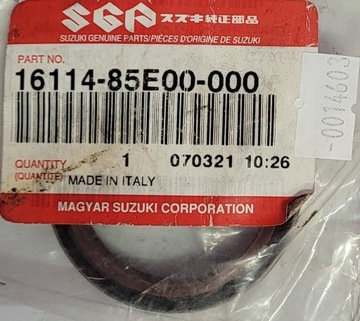 SGP スズキ純正部品
SUZUKI GENUINE PARTS/PIÈCES D'ORIGINE DE SUZUKI
PART NO.
16114-85E00-000
-0014603
QUANTITY 1 070321 10:26
(QUANTITÉ) MADE IN ITALY
MAGYAR SUZUKI CORPORATION